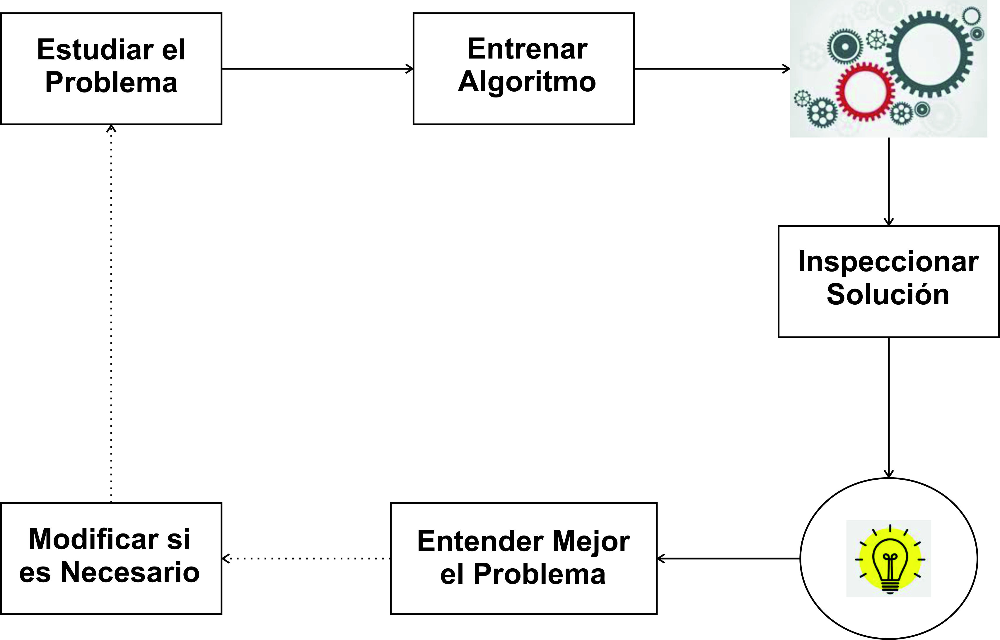 Estudiar el
Problema
Entrenar
Algoritmo
Inspeccionar
Solución
Entender Mejor
el Problema
Modificar si
es Necesario